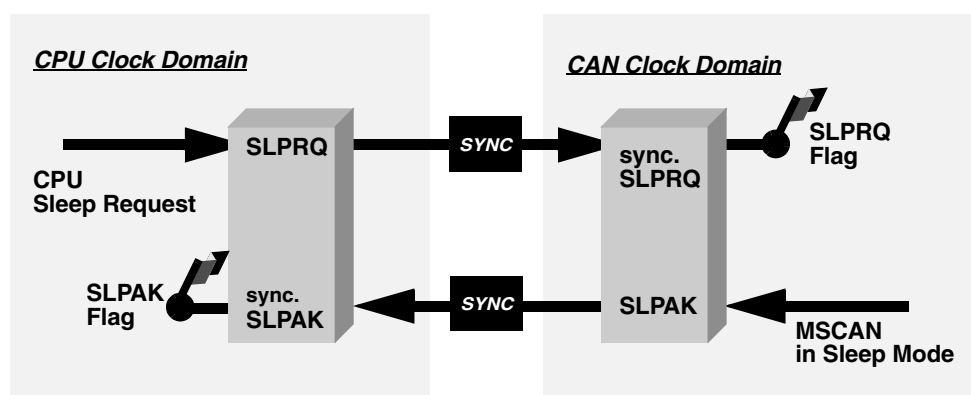 CPU Clock Domain
CAN Clock Domain
SLPRQ
SYNC
sync.
SLPRQ
SLPRQ
Flag
CPU
Sleep Request
SLPAK
Flag
sync.
SLPAK
SYNC
SLPAK
MSCAN
in Sleep Mode